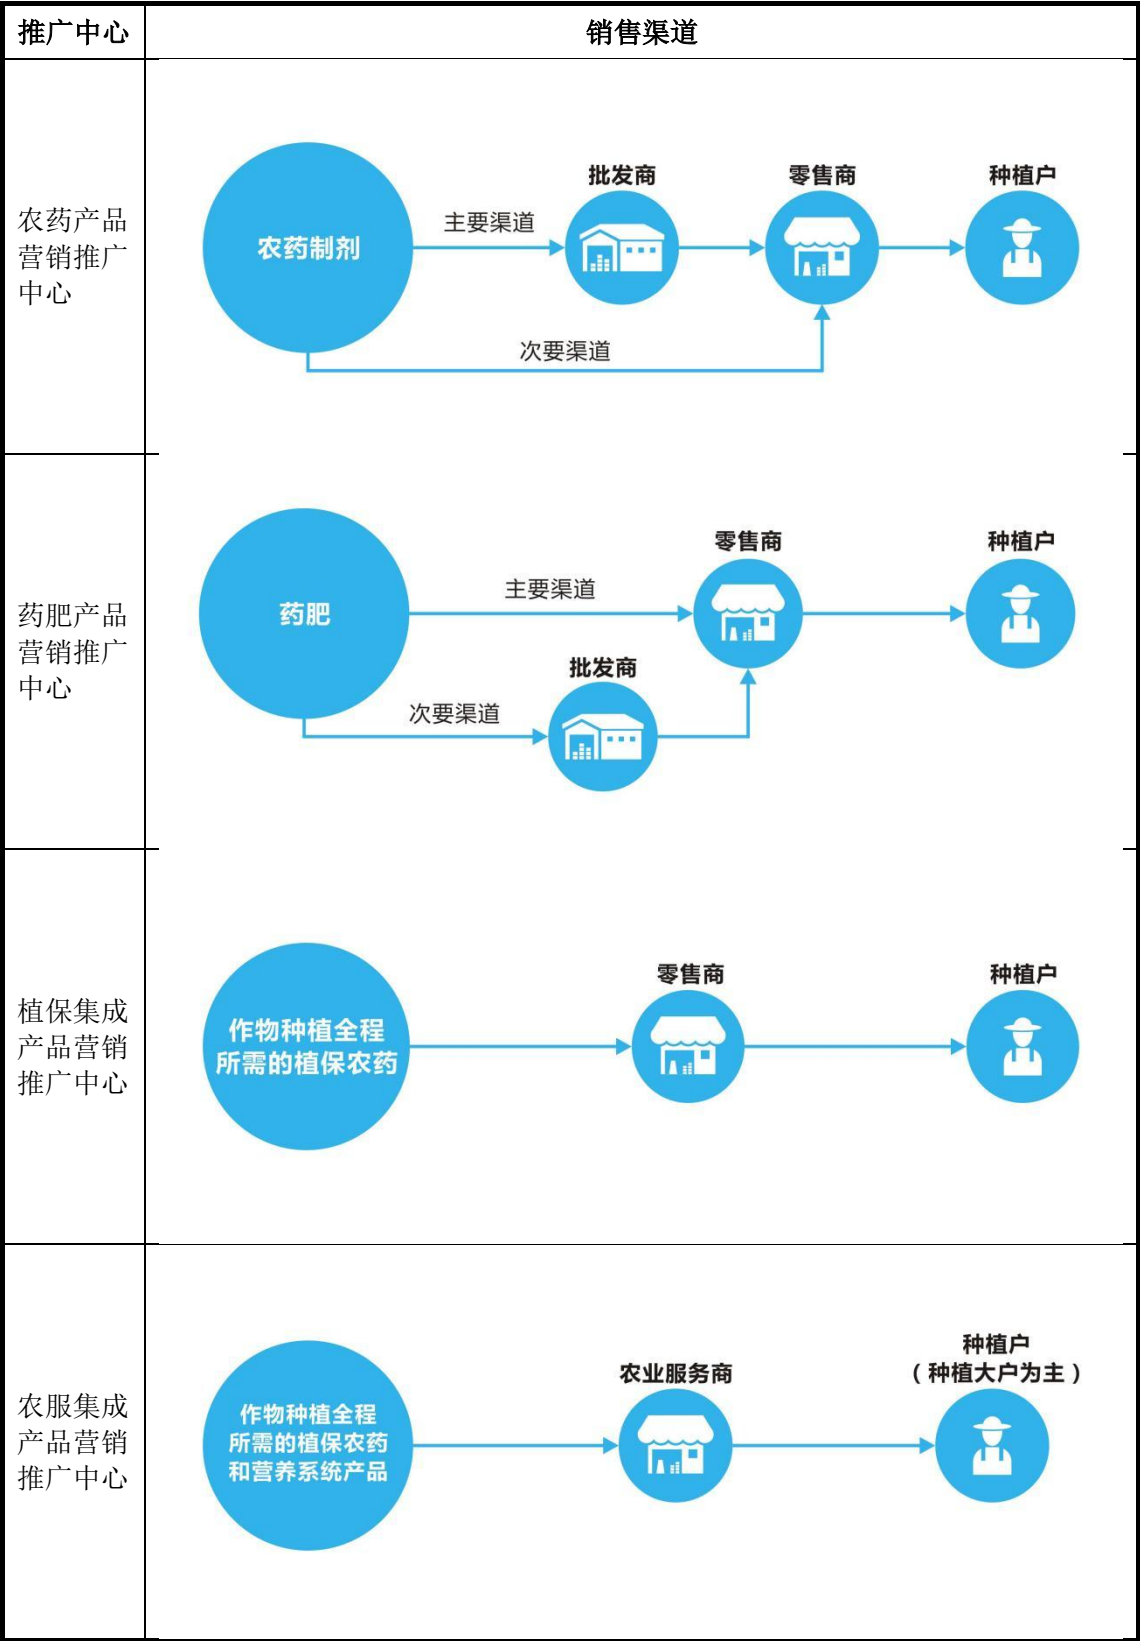 推广中心
销售渠道
农药产品
营销推广
中心
农药制剂
主要渠道
次要渠道
批发商
零售商
种植户
药肥产品
营销推广
中心
药肥
主要渠道
次要渠道
批发商
零售商
种植户
植保集成
产品营销
推广中心
作物种植全程
所需的植保农药
零售商
种植户
农服集成
产品营销
推广中心
作物种植全程
所需的植保农药
和营养系统产品
农业服务商
种植户
（种植大户为主）